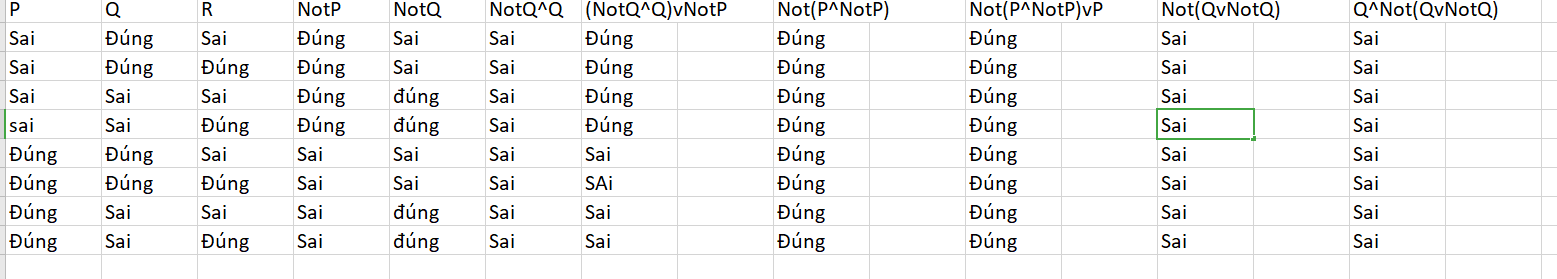 P Q R NotP NotQ NotQ^Q (NotQ^Q)vNotP Not(P^NotP) Not(P^NotP)vP Not(QvNotQ) Q^Not(QvNotQ)
Sai Đúng Sai Đúng Sai Sai Đúng Đúng Đúng Sai Sai
Sai Đúng Đúng Đúng Sai Sai Đúng Đúng Đúng Sai Sai
Sai Sai Sai Đúng đúng Sai Đúng Đúng Đúng Sai Sai
sai Sai Đúng Đúng đúng Sai Đúng Đúng Đúng Sai Sai
Đúng Đúng Sai Sai Sai Sai Sai Đúng Đúng Sai Sai
Đúng Đúng Đúng Sai Sai Sai SAi Đúng Đúng Sai Sai
Đúng Sai Sai Sai đúng Sai Sai Đúng Đúng Sai Sai
Đúng Sai Đúng Sai đúng Sai Sai Đúng Đúng Sai Sai